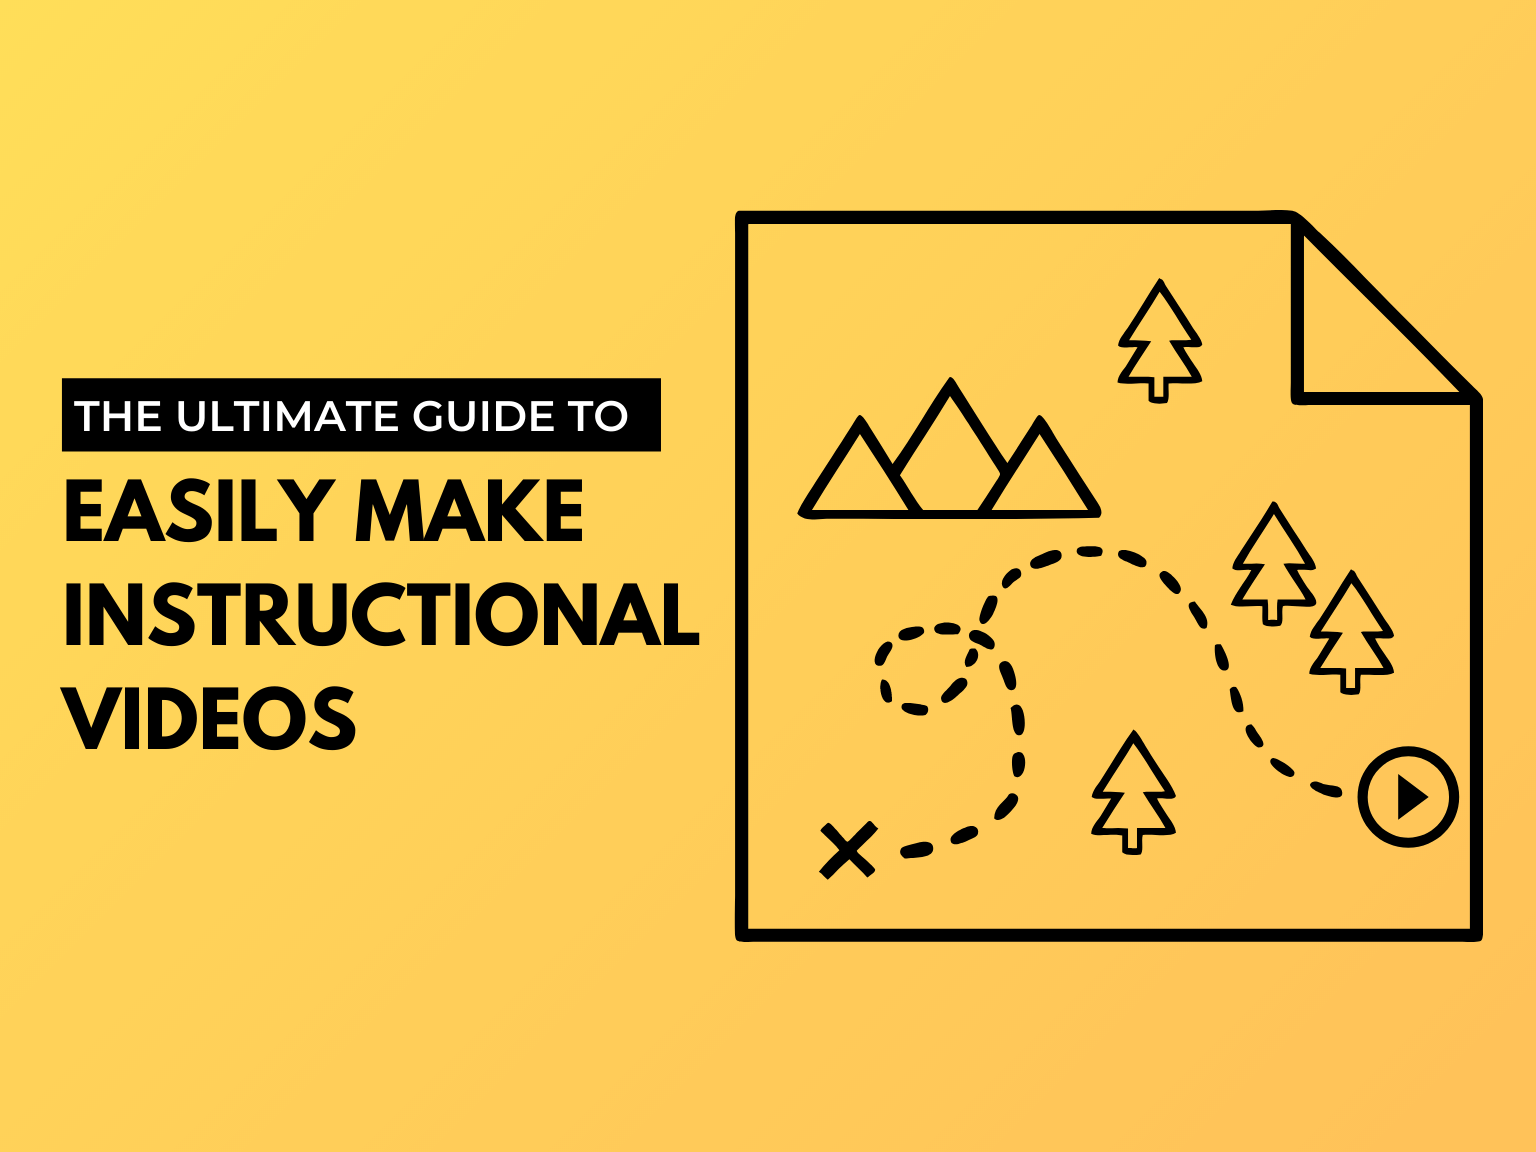 THE ULTIMATE GUIDE TO
EASILY MAKE
INSTRUCTIONAL
VIDEOS